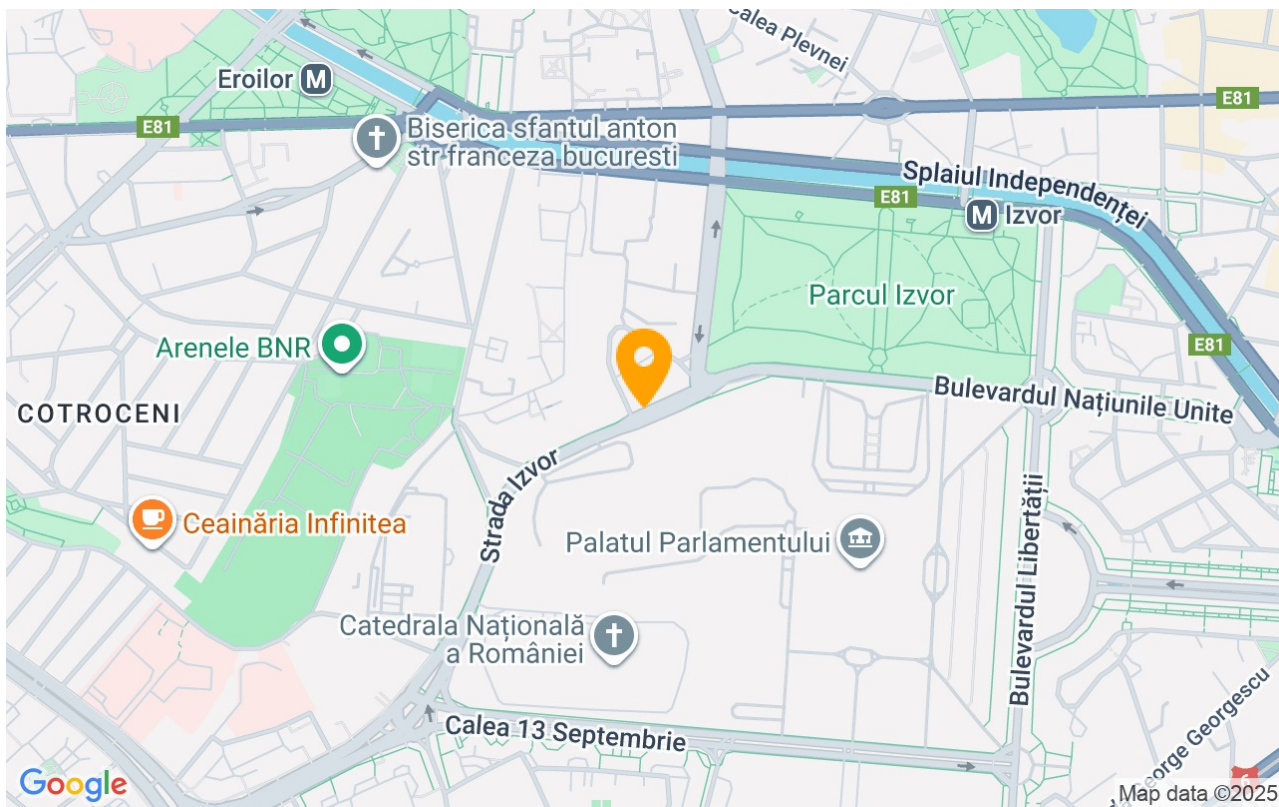 Calea Plevnei
Eroilor M
E81
E81
Biserica sfantul anton
str franceza bucuresti
Splaiul Independenței
E81
M Izvor
Parcul Izvor
Arenele BNR
E81
Bulevardul Națiunile Unite
COTROCENI
Strada Izvor
Ceainăria Infinitea
Palatul Parlamentului
Bulevardul Libertății
Catedrala Națională
a României
Calea 13 Septembrie
George Georgescu
Google
Map data ©2025